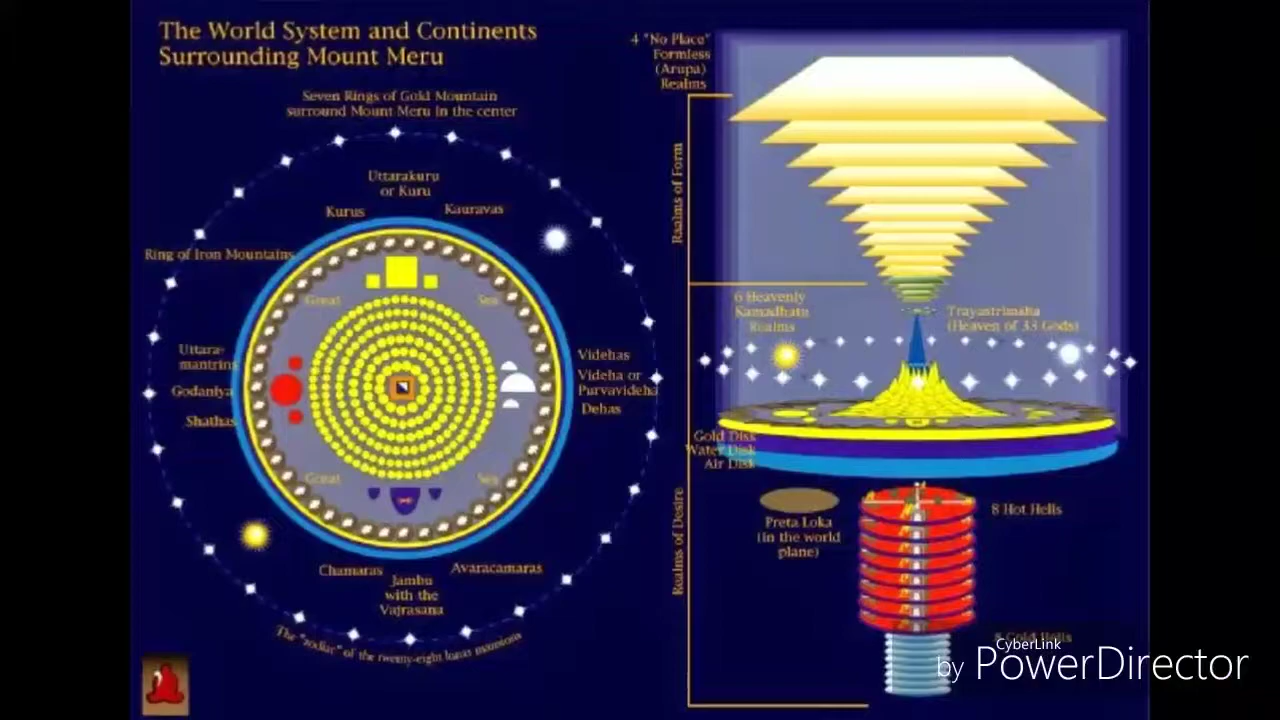 The World System and Continents
Surrounding Mount Meru
Seven Rings of Gold Mountain
surround Mount Meru in the center
Uttarakuru
or Kuru
Kurus
Kauravas
Ring of Iron Mountains
Great
Sea
Uttara-
mantrins
Godaniya
Shathas
Videhas
Videha or
Purvavideha
Dehas
Great
Sea
Chamaras
Jambu
with the
Vajrasana
Avaracamaras
The "zodiac" of the twenty-eight lunar mansions
4 "No Place"
Formless
(Arupa)
Realms
Raalms of Form
6 Heavenly
Kamadhatu
Realms
Trayastrimsha
(Heaven of 33 Gods)
Gold Disk
Water Disk
Air Disk
Realms of Desire
Preta Loka
(in the world
plane)
8 Hot Hells
8 Cold Hells
CyberLink
by PowerDirector